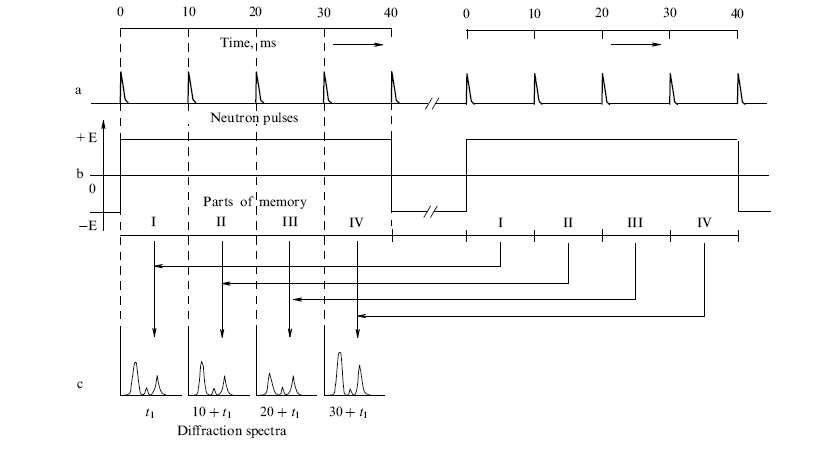 0 10 20 30 40 0 10 20 30 40
Time, ms
a
Neutron pulses
+E
b
0
Parts of memory
−E I II III IV I II III IV
c
t1 10 + t1 20 + t1 30 + t1
Diffraction spectra